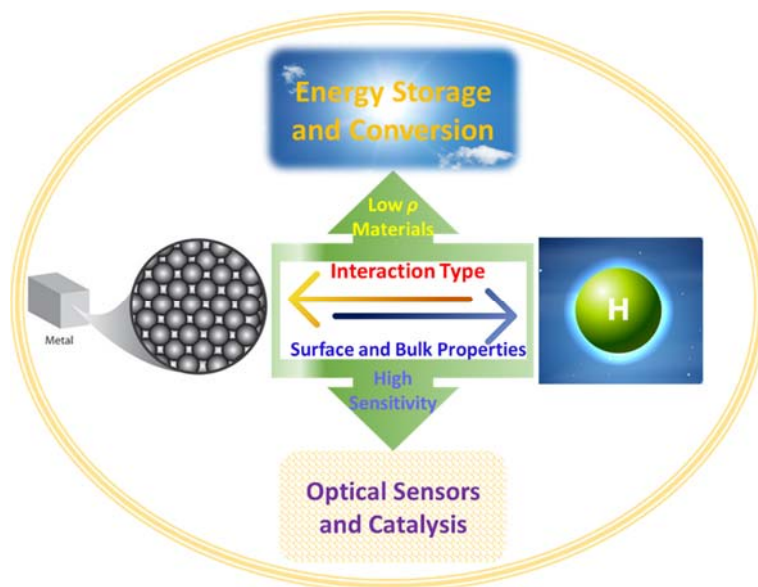 Energy Storage
and Conversion
Low ρ
Materials
Interaction Type
Metal
H
Surface and Bulk Properties
High
Sensitivity
Optical Sensors
and Catalysis